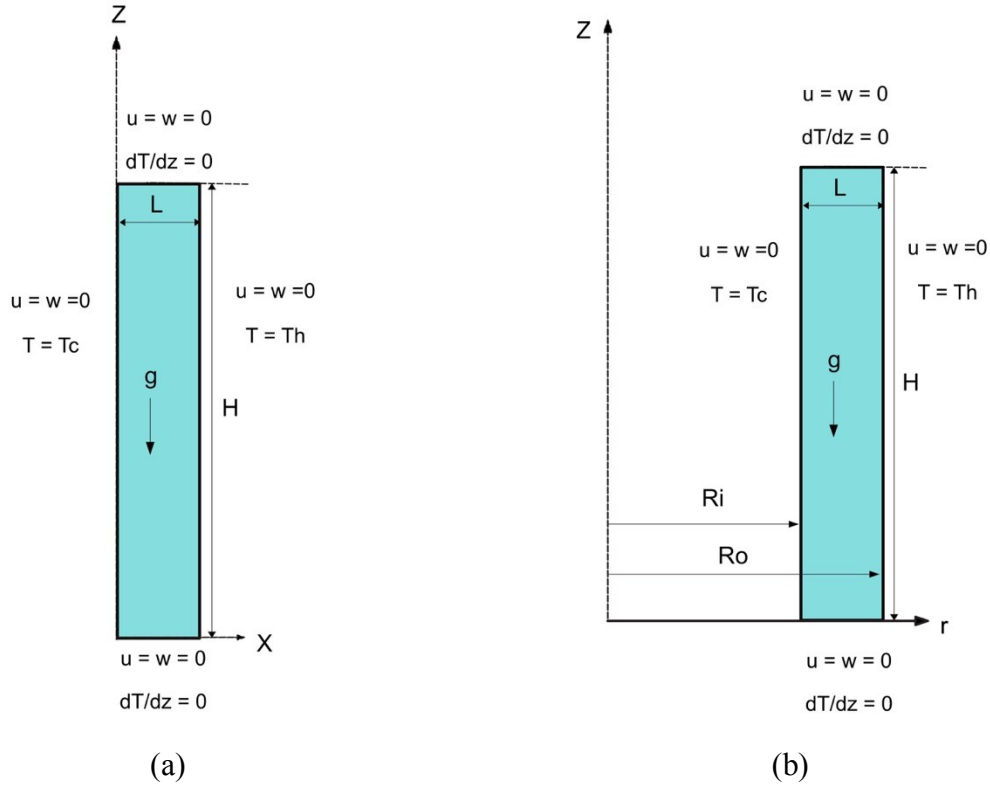 Z
u = w = 0
dT/dz = 0
L
u = w =0
T = Tc
u = w =0
T = Th
g
H
X
u = w = 0
dT/dz = 0
(a)
Z
u = w = 0
dT/dz = 0
L
u = w =0
T = Tc
u = w =0
T = Th
g
H
Ri
Ro
r
u = w = 0
dT/dz = 0
(b)